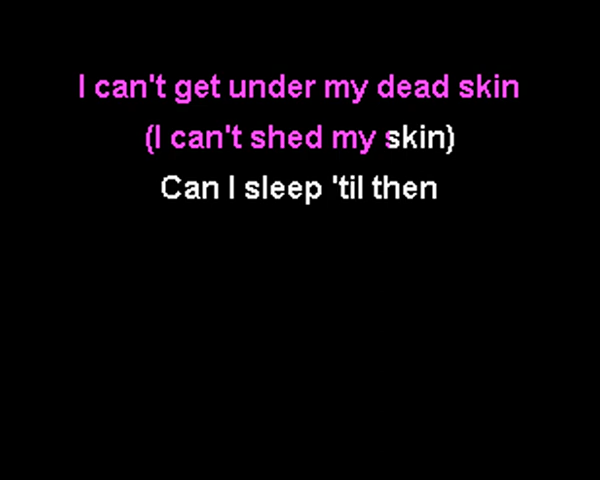 I can't get under my dead skin
(I can't shed my skin)
Can I sleep 'til then